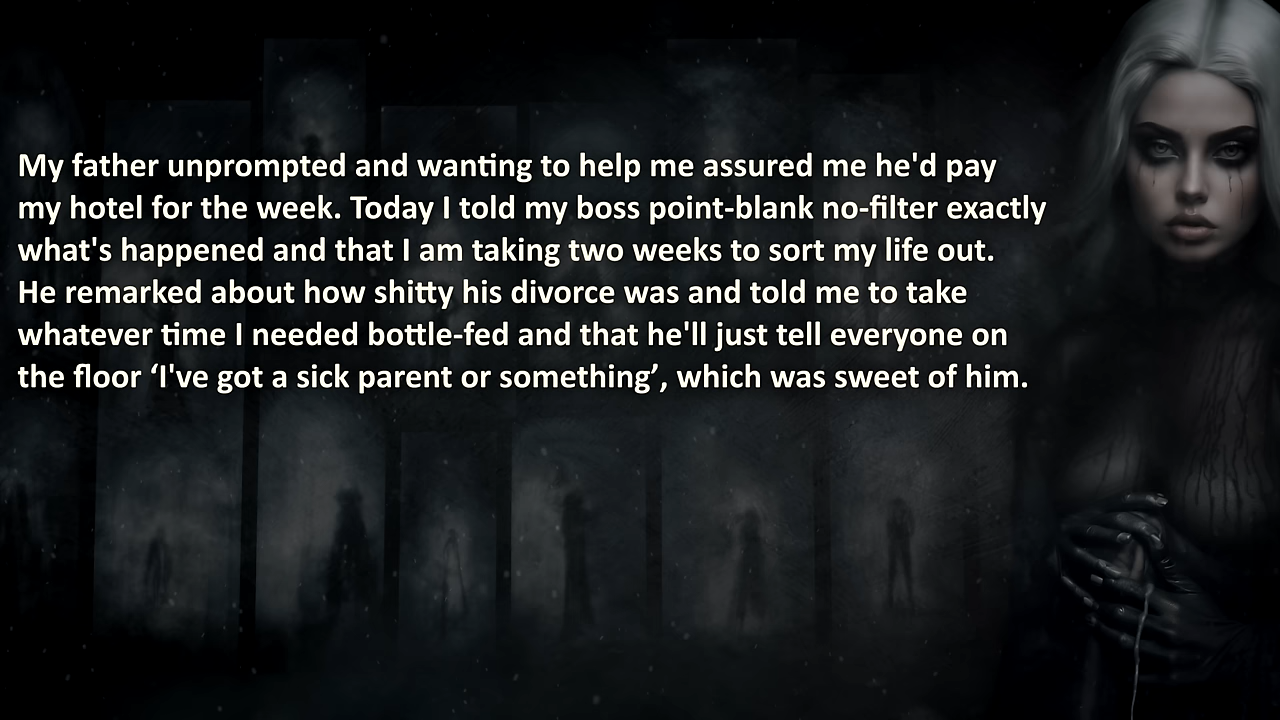 My father unprompted and wanting to help me assured me he'd pay
my hotel for the week. Today I told my boss point-blank no-filter exactly
what's happened and that I am taking two weeks to sort my life out.
He remarked about how shitty his divorce was and told me to take
whatever time I needed bottle-fed and that he'll just tell everyone on
the floor ‘I've got a sick parent or something’, which was sweet of him.